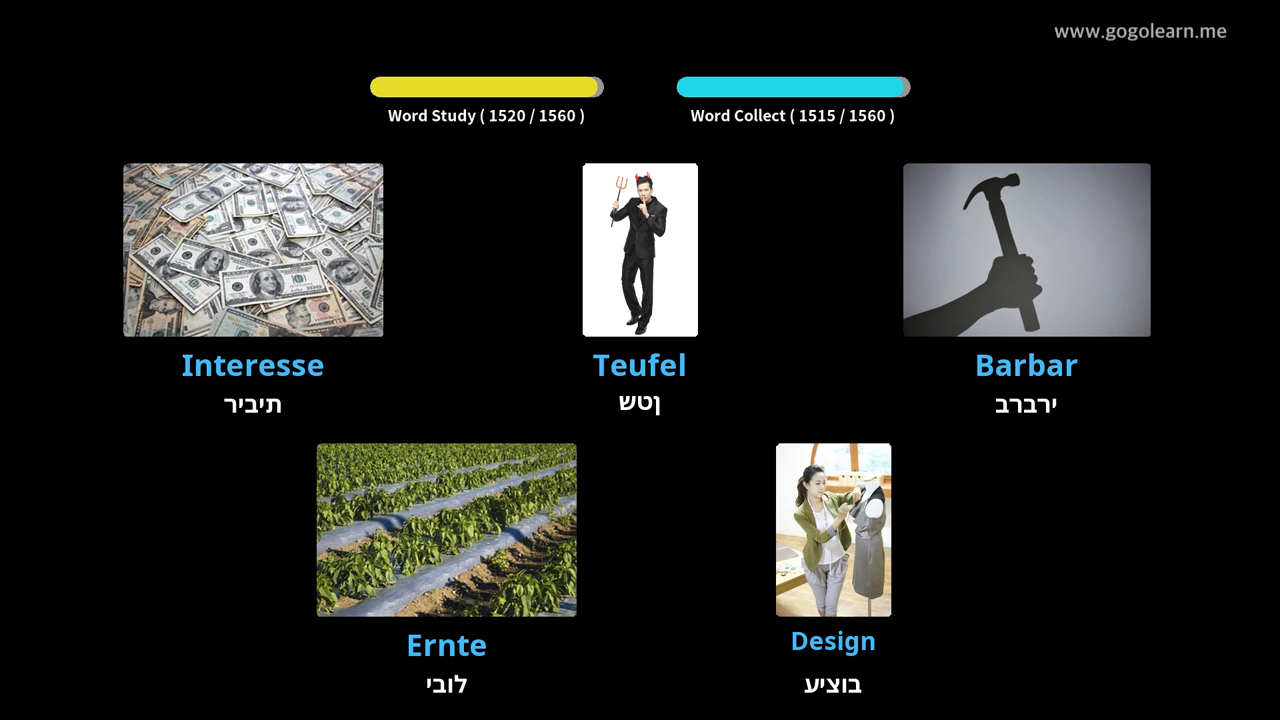 www.gogolearn.me
Word Study ( 1520 / 1560 )
Word Collect ( 1515 / 1560 )
Interesse
תיביר
Teufel
ןטש
Barbar
ירברב
Ernte
לובי
Design
בוציע